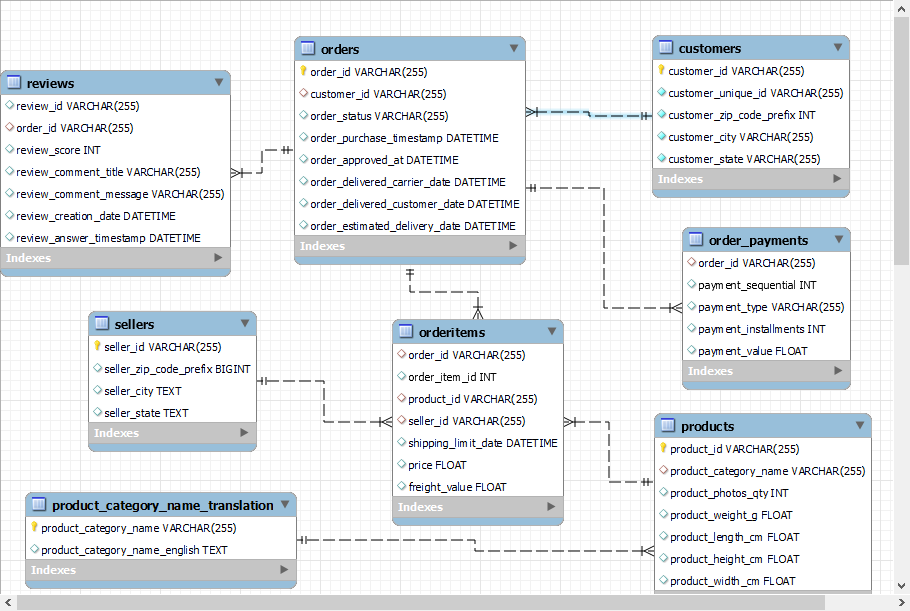 orders
order_id VARCHAR(255)
customer_id VARCHAR(255)
order_status VARCHAR(255)
order_purchase_timestamp DATETIME
order_approved_at DATETIME
order_delivered_carrier_date DATETIME
order_delivered_customer_date DATETIME
order_estimated_delivery_date DATETIME
Indexes
customers
customer_id VARCHAR(255)
customer_unique_id VARCHAR(255)
customer_zip_code_prefix INT
customer_city VARCHAR(255)
customer_state VARCHAR(255)
Indexes
reviews
review_id VARCHAR(255)
order_id VARCHAR(255)
review_score INT
review_comment_title VARCHAR(255)
review_comment_message VARCHAR(255)
review_creation_date DATETIME
review_answer_timestamp DATETIME
Indexes
order_payments
order_id VARCHAR(255)
payment_sequential INT
payment_type VARCHAR(255)
payment_installments INT
payment_value FLOAT
Indexes
sellers
seller_id VARCHAR(255)
seller_zip_code_prefix BIGINT
seller_city TEXT
seller_state TEXT
Indexes
orderitems
order_id VARCHAR(255)
order_item_id INT
product_id VARCHAR(255)
seller_id VARCHAR(255)
shipping_limit_date DATETIME
price FLOAT
freight_value FLOAT
Indexes
products
product_id VARCHAR(255)
product_category_name VARCHAR(255)
product_photos_qty INT
product_weight_g FLOAT
product_length_cm FLOAT
product_height_cm FLOAT
product_width_cm FLOAT
product_category_name_translation
product_category_name VARCHAR(255)
product_category_name_english TEXT
Indexes